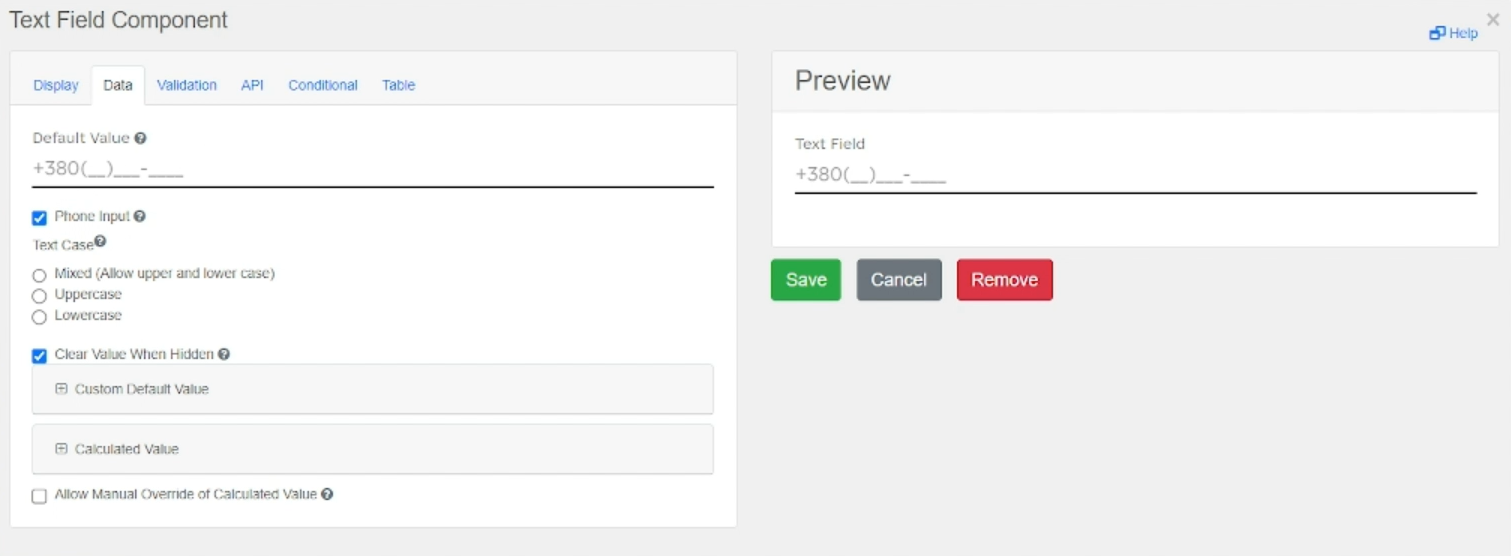 Text Field Component
Help
Display Data Validation API Conditional Table
Default Value
+380(__)___-____
Phone Input
Text Case
Mixed (Allow upper and lower case)
Uppercase
Lowercase
Clear Value When Hidden
Custom Default Value
Calculated Value
Allow Manual Override of Calculated Value
Preview
Text Field
+380(__)___-____
Save Cancel Remove